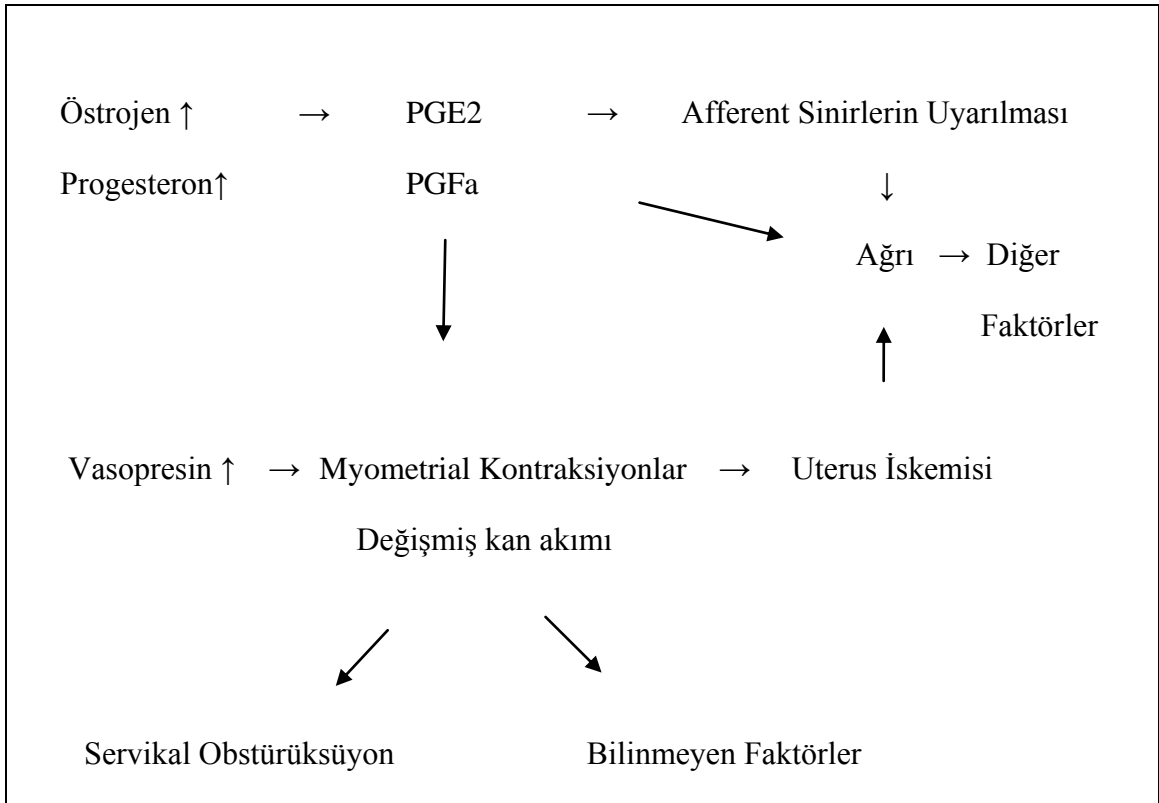 Östrojen ↑ → PGE2 → Afferent Sinirlerin Uyarılması
Progesteron↑ PGFa ↓
Ağrı → Diğer
Faktörler
Vasopresin ↑ → Myometrial Kontraksiyonlar → Uterus İskemisi
Değişmiş kan akımı
Servikal Obstürüksüyon Bilinmeyen Faktörler